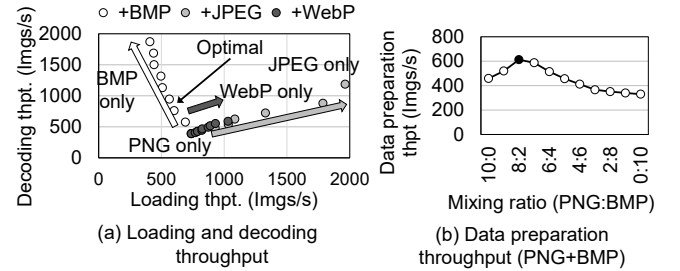 +BMP +JPEG +WebP
Decoding thpt. (Imgs/s)
2000
1500
1000
500
0
Optimal
BMP
only
JPEG
only
WebP only
PNG only
0 500 1000 1500 2000
Loading thpt. (Imgs/s)
(a) Loading and decoding
throughput
Data preparation
thpt (Imgs/s)
800
600
400
200
0
10:0 8:2 6:4 4:6 2:8 0:10
Mixing ratio (PNG:BMP)
(b) Data preparation
throughput (PNG+BMP)